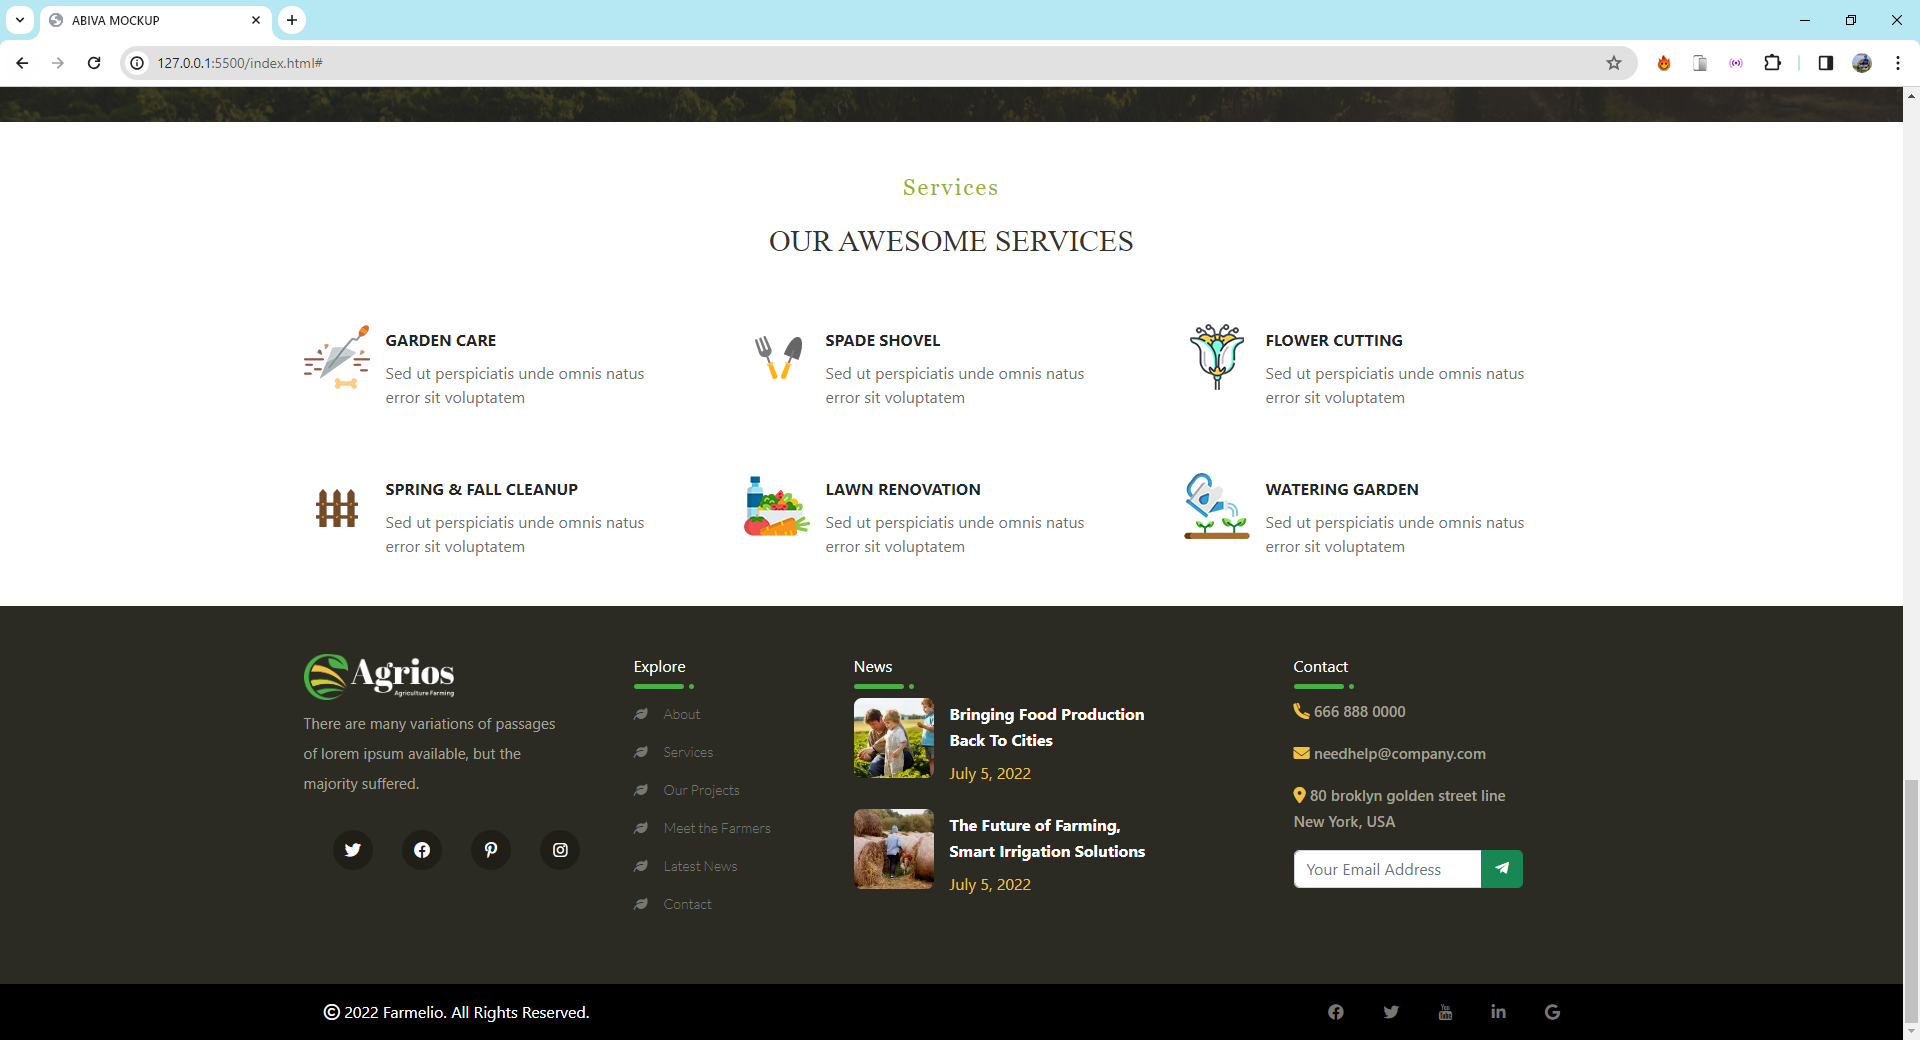 ABIVA MOCKUP
127.0.0.1:5500/index.html#
Services
OUR AWESOME SERVICES
GARDEN CARE
Sed ut perspiciatis unde omnis natus
error sit voluptatem
SPADE SHOVEL
Sed ut perspiciatis unde omnis natus
error sit voluptatem
FLOWER CUTTING
Sed ut perspiciatis unde omnis natus
error sit voluptatem
SPRING & FALL CLEANUP
Sed ut perspiciatis unde omnis natus
error sit voluptatem
LAWN RENOVATION
Sed ut perspiciatis unde omnis natus
error sit voluptatem
WATERING GARDEN
Sed ut perspiciatis unde omnis natus
error sit voluptatem
Agrios
Agriculture Farming
There are many variations of passages
of lorem ipsum available, but the
majority suffered.
Explore
About
Services
Our Projects
Meet the Farmers
Latest News
Contact
News
Bringing Food Production
Back To Cities
July 5, 2022
The Future of Farming,
Smart Irrigation Solutions
July 5, 2022
Contact
666 888 0000
needhelp@company.com
80 broklyn golden street line
New York, USA
Your Email Address
© 2022 Farmelio. All Rights Reserved.
You
Tube